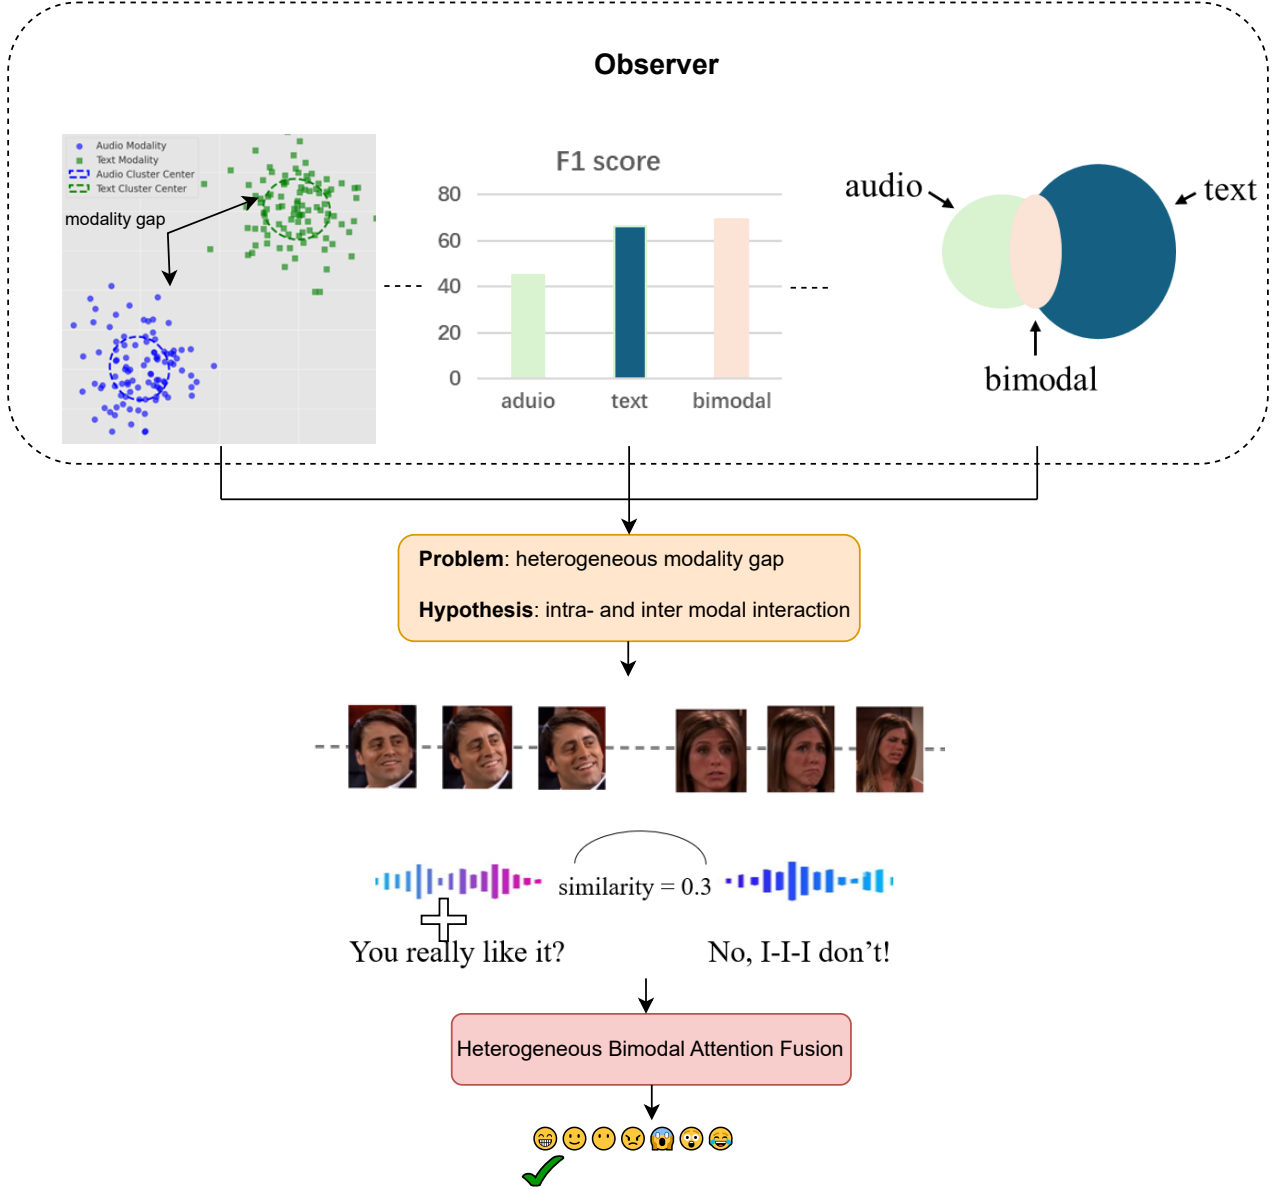 Observer
Audio Modality
Text Modality
Audio Cluster Center
Text Cluster Center
modality gap
F1 score
80
60
40
20
0
aduio
text
bimodal
audio
text
bimodal
Problem: heterogeneous modality gap
Hypothesis: intra- and inter modal interaction
similarity = 0.3
You really like it?
No, I-I-I don’t!
Heterogeneous Bimodal Attention Fusion